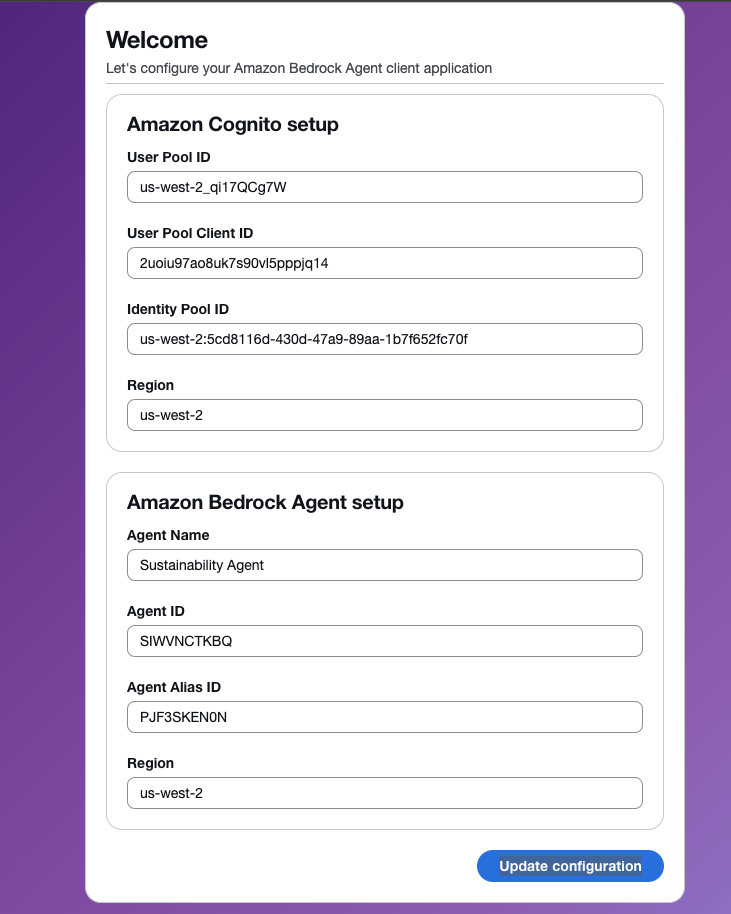 Welcome
Let's configure your Amazon Bedrock Agent client application
Amazon Cognito setup
User Pool ID
us-west-2_qi17QCg7W
User Pool Client ID
2uoiu97ao8uk7s90vl5pppjq14
Identity Pool ID
us-west-2:5cd8116d-430d-47a9-89aa-1b7f652fc70f
Region
us-west-2
Amazon Bedrock Agent setup
Agent Name
Sustainability Agent
Agent ID
SIWVNCTKBQ
Agent Alias ID
PJF3SKEN0N
Region
us-west-2
Update configuration